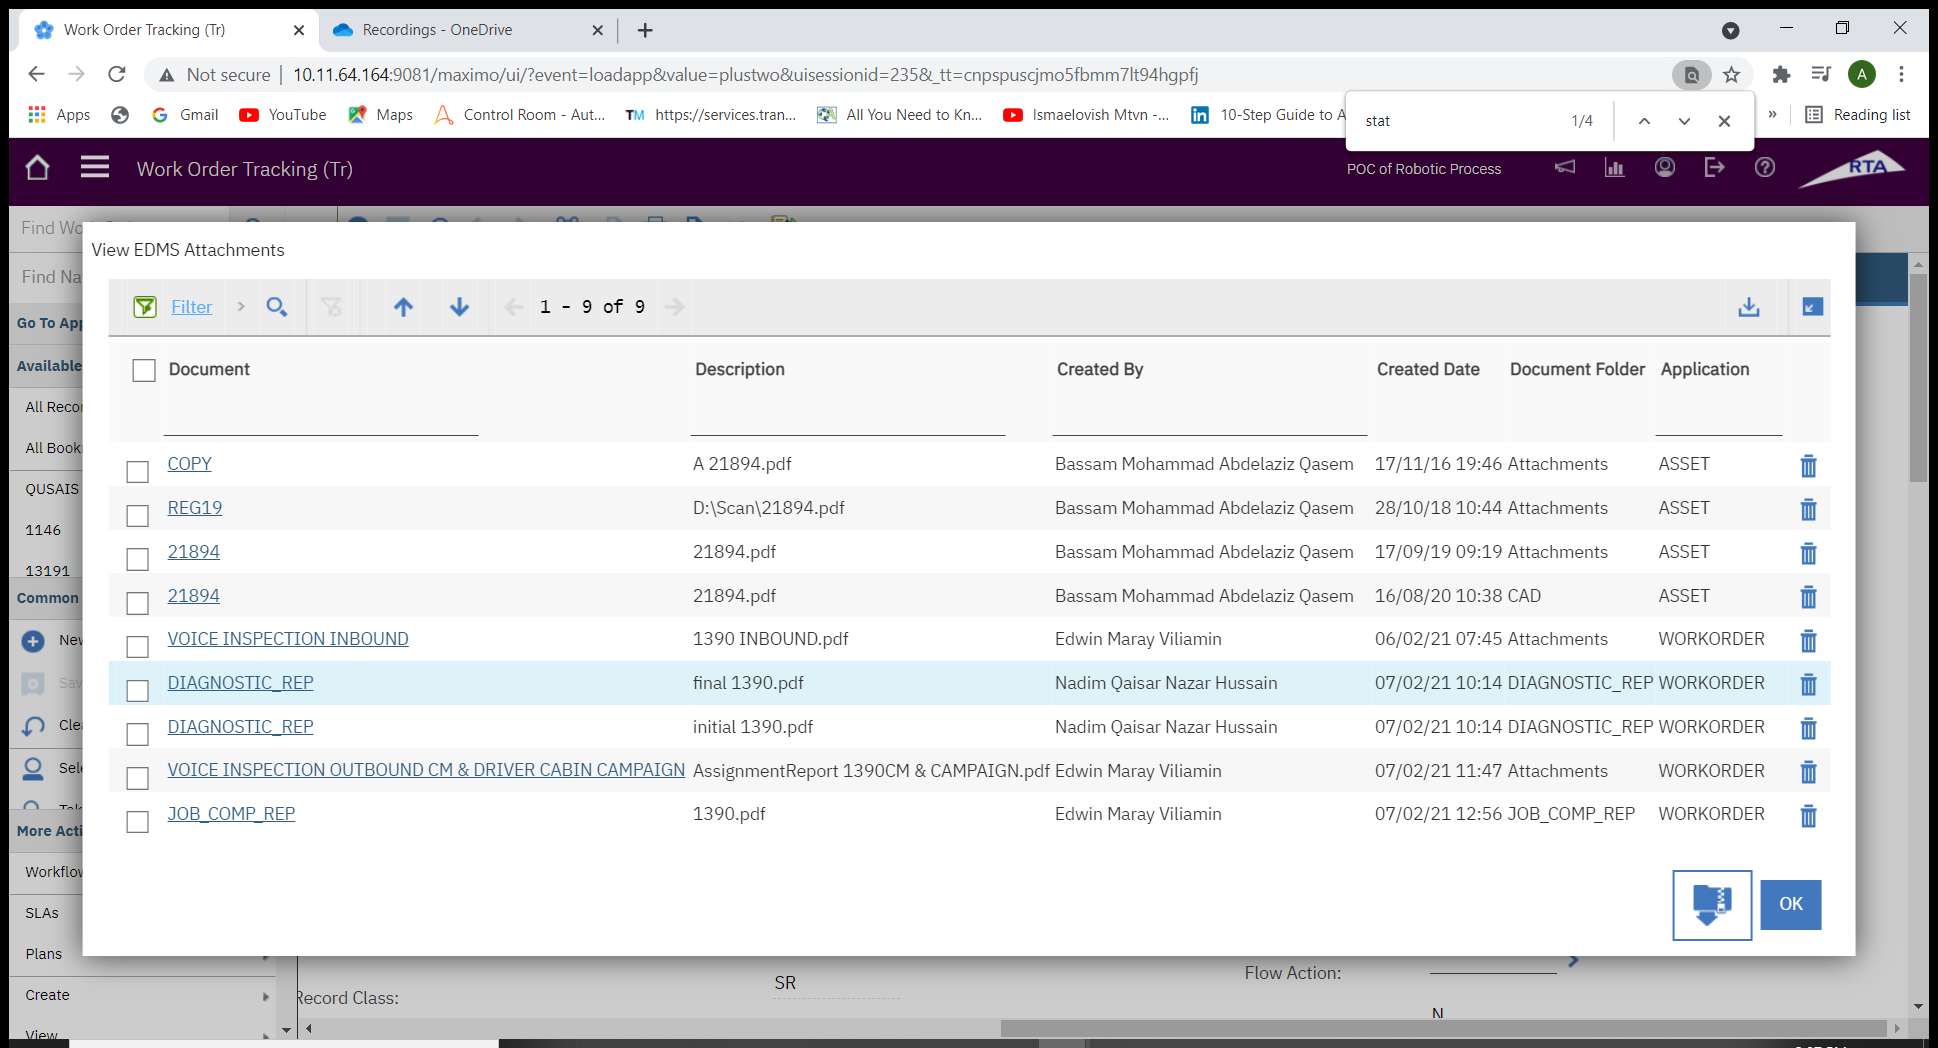 Work Order Tracking (Tr)
Recordings - OneDrive
Not secure
10.11.64.164:9081/maximo/ui/?event=loadapp&value=plustwo&uisessionid=235&_tt=cnpspuscjmo5fbmm7lt94hgpfj
A
Apps
Gmail
YouTube
Maps
Control Room - Aut...
TM https://services.tran...
All You Need to Kn...
Ismaelovish Mtvn -...
10-Step Guide to A
stat
1/4
»
Reading list
Work Order Tracking (Tr)
POC of Robotic Process
RTA
Find Wo
Find Na
View EDMS Attachments
Filter
1 - 9 of 9
Document Description Created By Created Date Document Folder Application
COPY A 21894.pdf Bassam Mohammad Abdelaziz Qasem 17/11/16 19:46 Attachments ASSET
REG19 D:\Scan\21894.pdf Bassam Mohammad Abdelaziz Qasem 28/10/18 10:44 Attachments ASSET
21894 21894.pdf Bassam Mohammad Abdelaziz Qasem 17/09/19 09:19 Attachments ASSET
21894 21894.pdf Bassam Mohammad Abdelaziz Qasem 16/08/20 10:38 CAD ASSET
VOICE INSPECTION INBOUND 1390 INBOUND.pdf Edwin Maray Viliamin 06/02/21 07:45 Attachments WORKORDER
DIAGNOSTIC_REP final 1390.pdf Nadim Qaisar Nazar Hussain 07/02/21 10:14 DIAGNOSTIC_REP WORKORDER
DIAGNOSTIC_REP initial 1390.pdf Nadim Qaisar Nazar Hussain 07/02/21 10:14 DIAGNOSTIC_REP WORKORDER
VOICE INSPECTION OUTBOUND CM & DRIVER CABIN CAMPAIGN AssignmentReport 1390CM & CAMPAIGN.pdf Edwin Maray Viliamin 07/02/21 11:47 Attachments WORKORDER
JOB_COMP_REP 1390.pdf Edwin Maray Viliamin 07/02/21 12:56 JOB_COMP_REP WORKORDER
OK
Go To App
Available
All Reco
All Book
QUSAIS
1146
13191
Common
New
Sav
Clea
Sele
More Acti
Workflow
SLAs
Plans
Create
View
Record Class:
SR
Flow Action:
N